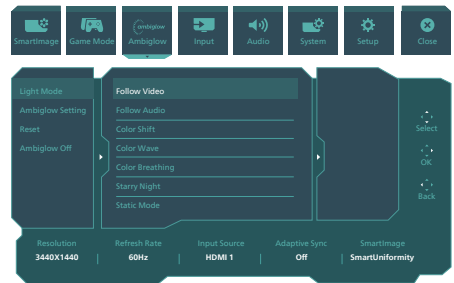 ambiglow
SmartImage Game Mode Ambiglow Input Audio System Setup Close
Light Mode
Ambiglow Setting
Reset
Ambiglow Off
Follow Video
Follow Audio
Color Shift
Color Wave
Color Breathing
Starry Night
Static Mode
Select
OK
Back
Resolution Refresh Rate Input Source Adaptive Sync SmartImage
3440X1440 | 60Hz | HDMI 1 | Off | SmartUniformity